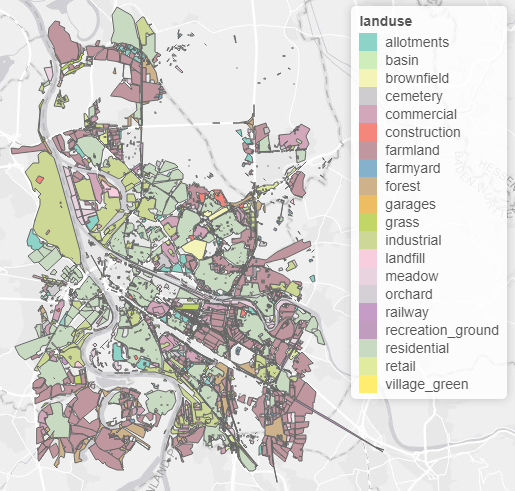 landuse
allotments
basin
brownfield
cemetery
commercial
construction
farmland
farmyard
forest
garages
grass
industrial
landfill
meadow
orchard
railway
recreation_ground
residential
retail
village_green